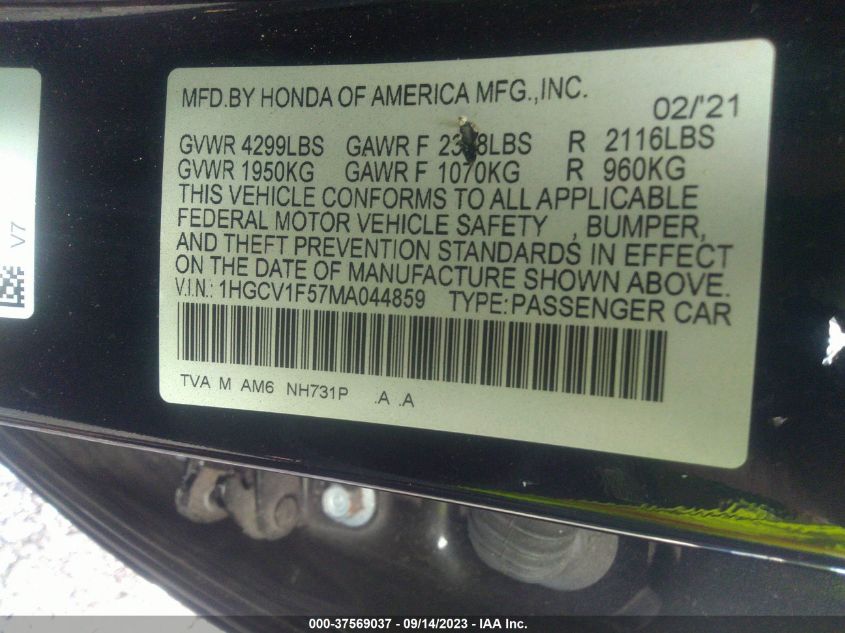 MFD.BY HONDA OF AMERICA MFG.,INC. 02/'21
GVWR 4299LBS GAWR F LBS R 2116LBS
GVWR 1950KG GAWR F 1070KG R 960KG
THIS VEHICLE CONFORMS TO ALL APPLICABLE
FEDERAL MOTOR VEHICLE SAFETY , BUMPER,
AND THEFT PREVENTION STANDARDS IN EFFECT
ON THE DATE OF MANUFACTURE SHOWN ABOVE.
V.I.N.: 1HGCV1F57MA044859 TYPE:PASSENGER CAR
TVA M AM6 NH731P .A .A
V7
000-37569037 - 09/14/2023 - IAA Inc.